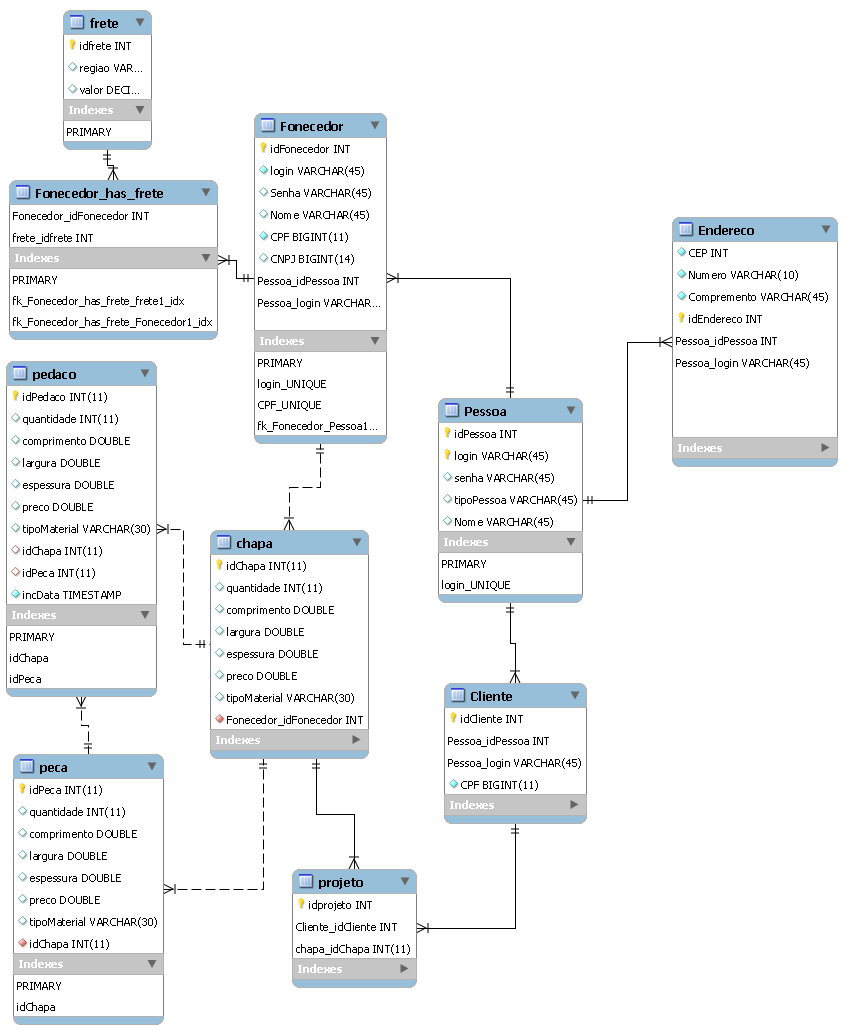 frete
idfrete INT
regiao VAR...
valor DECI...
Indexes
PRIMARY
Fonecedor_has_frete
Fonecedor_idFonecedor INT
frete_idfrete INT
Indexes
PRIMARY
fk_Fonecedor_has_frete_frete1_idx
fk_Fonecedor_has_frete_Fonecedor1_idx
Fonecedor
idFonecedor INT
login VARCHAR(45)
Senha VARCHAR(45)
Nome VARCHAR(45)
CPF BIGINT(11)
CNPJ BIGINT(14)
Pessoa_idPessoa INT
Pessoa_login VARCHAR...
Indexes
PRIMARY
login_UNIQUE
CPF_UNIQUE
fk_Fonecedor_Pessoa1...
Endereco
CEP INT
Numero VARCHAR(10)
Compremento VARCHAR(45)
idEndereco INT
Pessoa_idPessoa INT
Pessoa_login VARCHAR(45)
Indexes
pedaco
idPedaco INT(11)
quantidade INT(11)
comprimento DOUBLE
largura DOUBLE
espessura DOUBLE
preco DOUBLE
tipoMaterial VARCHAR(30)
idChapa INT(11)
idPeca INT(11)
incData TIMESTAMP
Indexes
PRIMARY
idChapa
idPeca
Pessoa
idPessoa INT
login VARCHAR(45)
senha VARCHAR(45)
tipoPessoa VARCHAR(45)
Nome VARCHAR(45)
Indexes
PRIMARY
login_UNIQUE
chapa
idChapa INT(11)
quantidade INT(11)
comprimento DOUBLE
largura DOUBLE
espessura DOUBLE
preco DOUBLE
tipoMaterial VARCHAR(30)
Fonecedor_idFonecedor INT
Indexes
Cliente
idCliente INT
Pessoa_idPessoa INT
Pessoa_login VARCHAR(45)
CPF BIGINT(11)
Indexes
peca
idPeca INT(11)
quantidade INT(11)
comprimento DOUBLE
largura DOUBLE
espessura DOUBLE
preco DOUBLE
tipoMaterial VARCHAR(30)
idChapa INT(11)
Indexes
PRIMARY
idChapa
projeto
idprojeto INT
Cliente_idCliente INT
chapa_idChapa INT(11)
Indexes